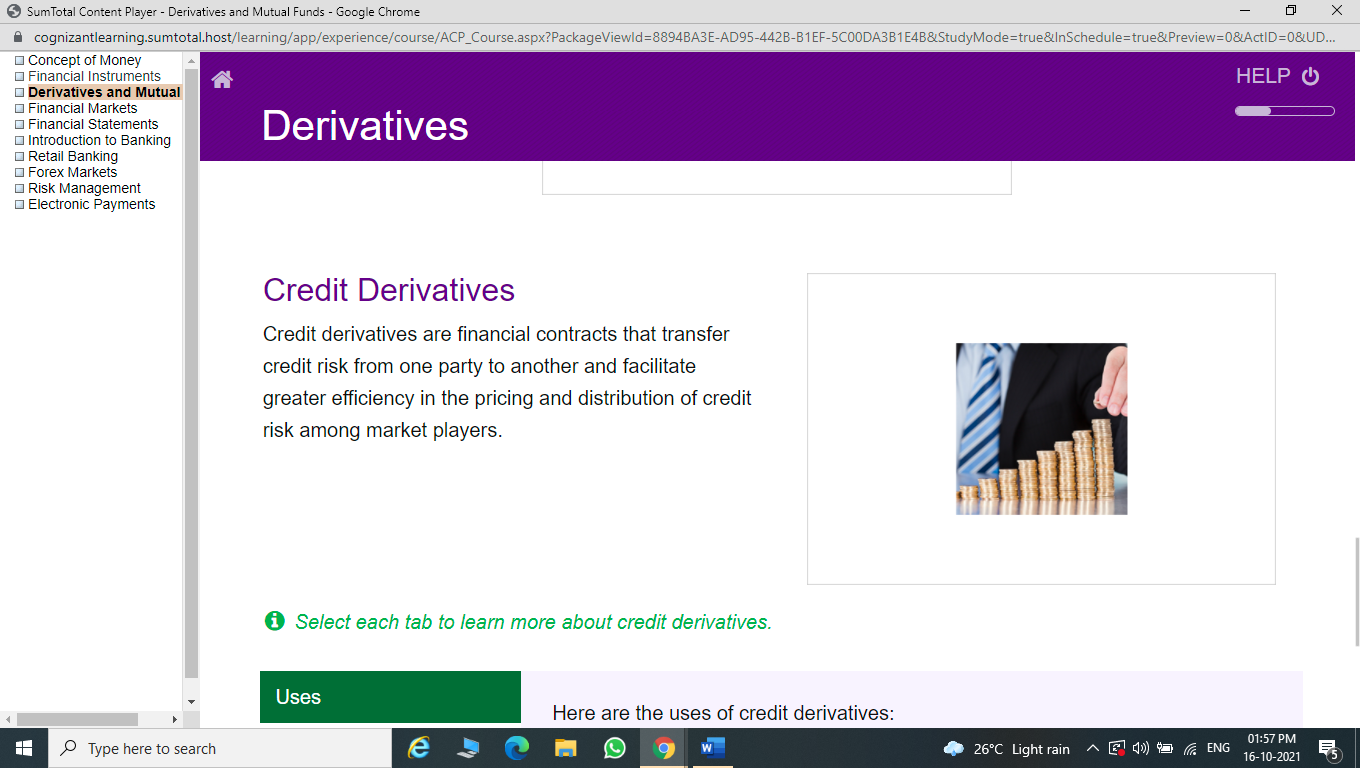 SumTotal Content Player - Derivatives and Mutual Funds - Google Chrome
cognizantlearning.sumtotal.host/learning/app/experience/course/ACP_Course.aspx?PackageViewId=8894BA3E-AD95-442B-B1EF-5C00DA3B1E4B&StudyMode=true&InSchedule=true&Preview=0&ActID=0&UD...
Concept of Money
Financial Instruments
Derivatives and Mutual
Financial Markets
Financial Statements
Introduction to Banking
Retail Banking
Forex Markets
Risk Management
Electronic Payments
HELP
Derivatives
Credit Derivatives
Credit derivatives are financial contracts that transfer
credit risk from one party to another and facilitate
greater efficiency in the pricing and distribution of credit
risk among market players.
Select each tab to learn more about credit derivatives.
Uses
Here are the uses of credit derivatives:
Type here to search
26°C Light rain
ENG
01:57 PM
16-10-2021
5